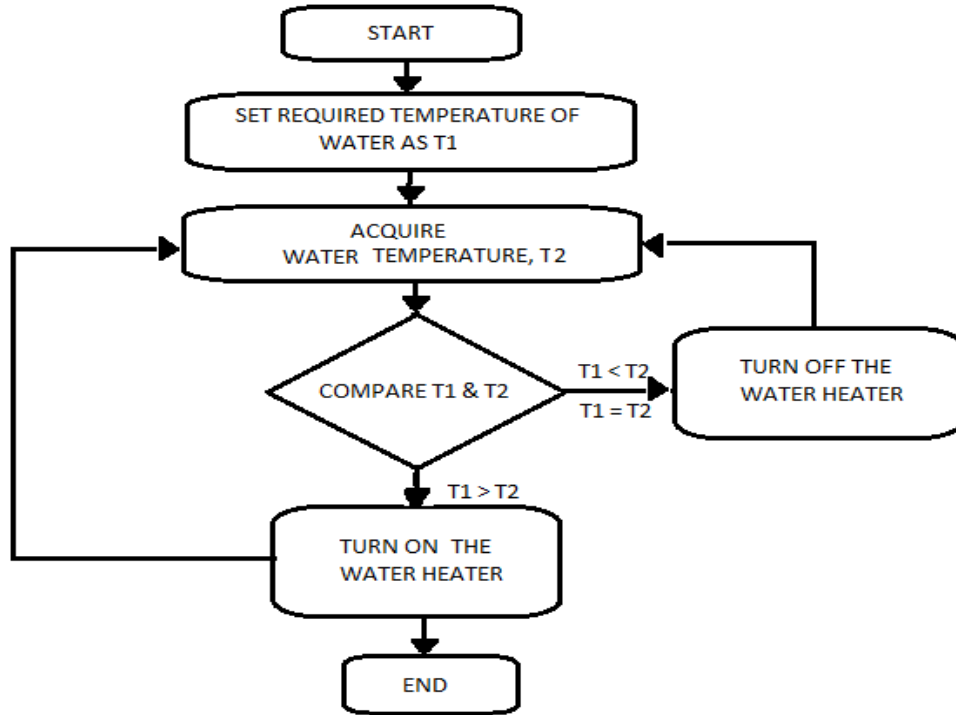 START
SET REQUIRED TEMPERATURE OF
WATER AS T1
ACQUIRE
WATER TEMPERATURE, T2
COMPARE T1 & T2
T1 < T2
T1 = T2
TURN OFF THE
WATER HEATER
T1 > T2
TURN ON THE
WATER HEATER
END